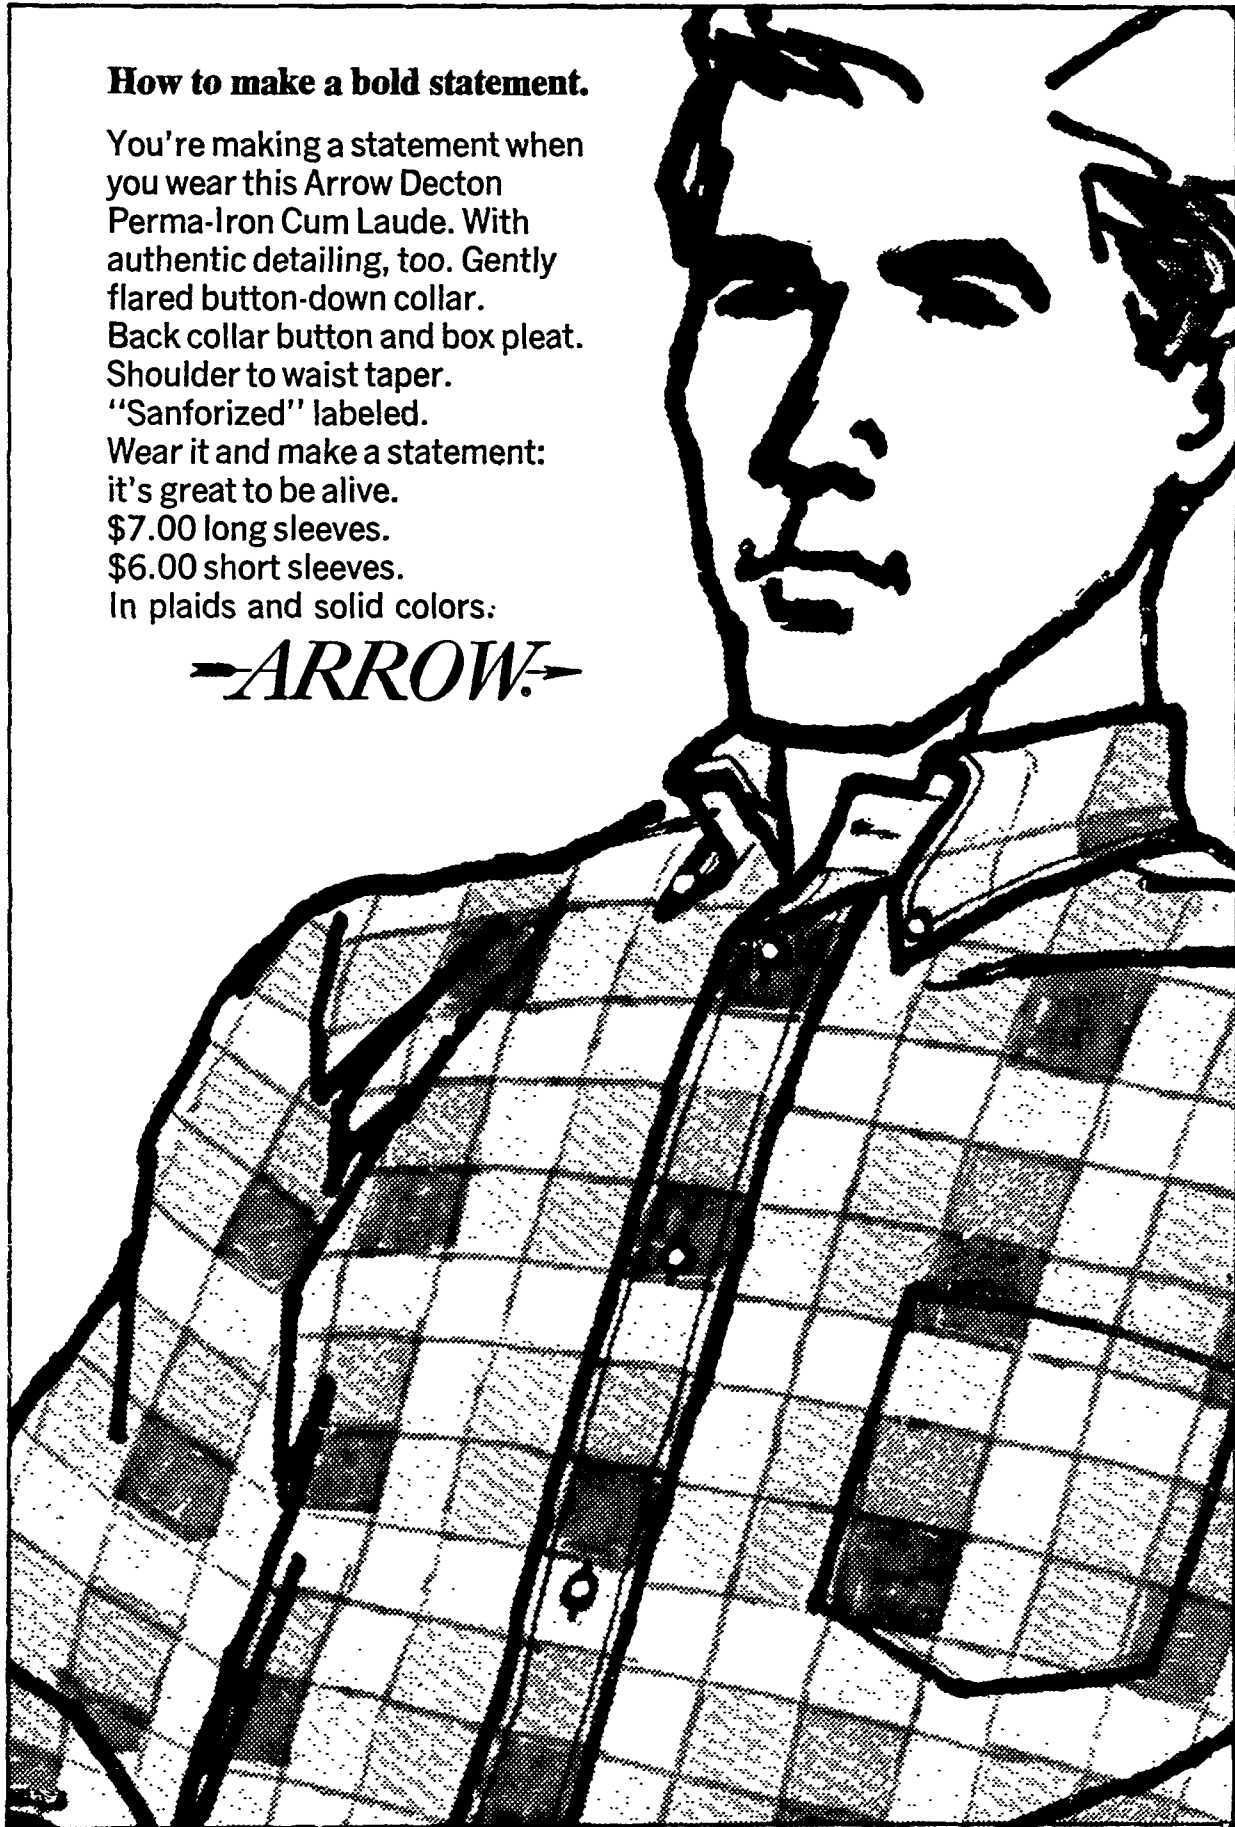 How to make a bold statement.
You're making a statement when
you wear this Arrow Decton
Perma-Iron Cum Laude. With
authentic detailing, too. Gently
flared button-down collar.
Back collar button and box pleat.
Shoulder to waist taper.
"Sanforized" labeled.
Wear it and make a statement:
it's great to be alive.
$7.00 long sleeves.
$6.00 short sleeves.
In plaids and solid colors.
ARROW.